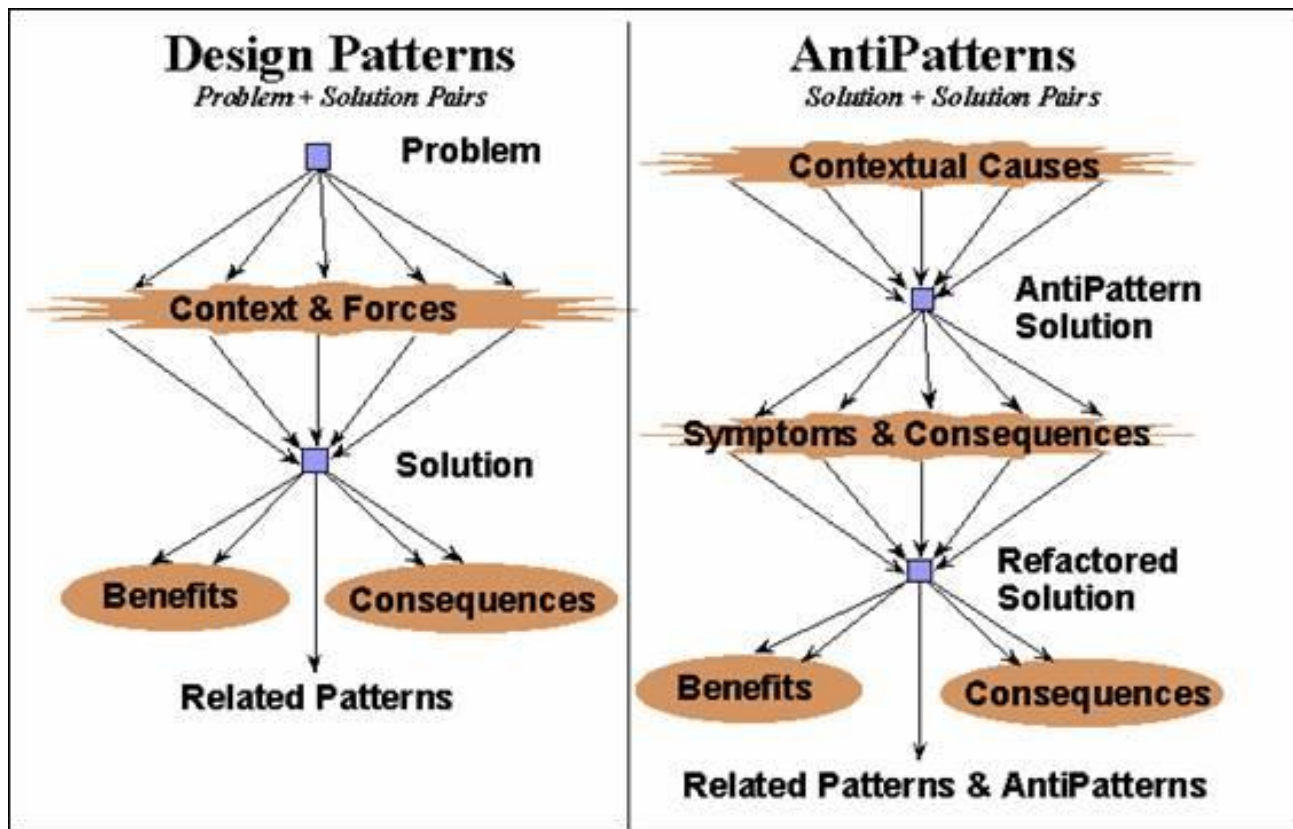 Design Patterns
Problem + Solution Pairs
Problem
Context & Forces
Solution
Benefits
Consequences
Related Patterns
AntiPatterns
Solution + Solution Pairs
Contextual Causes
AntiPattern
Solution
Symptoms & Consequences
Refactored
Solution
Benefits
Consequences
Related Patterns & AntiPatterns